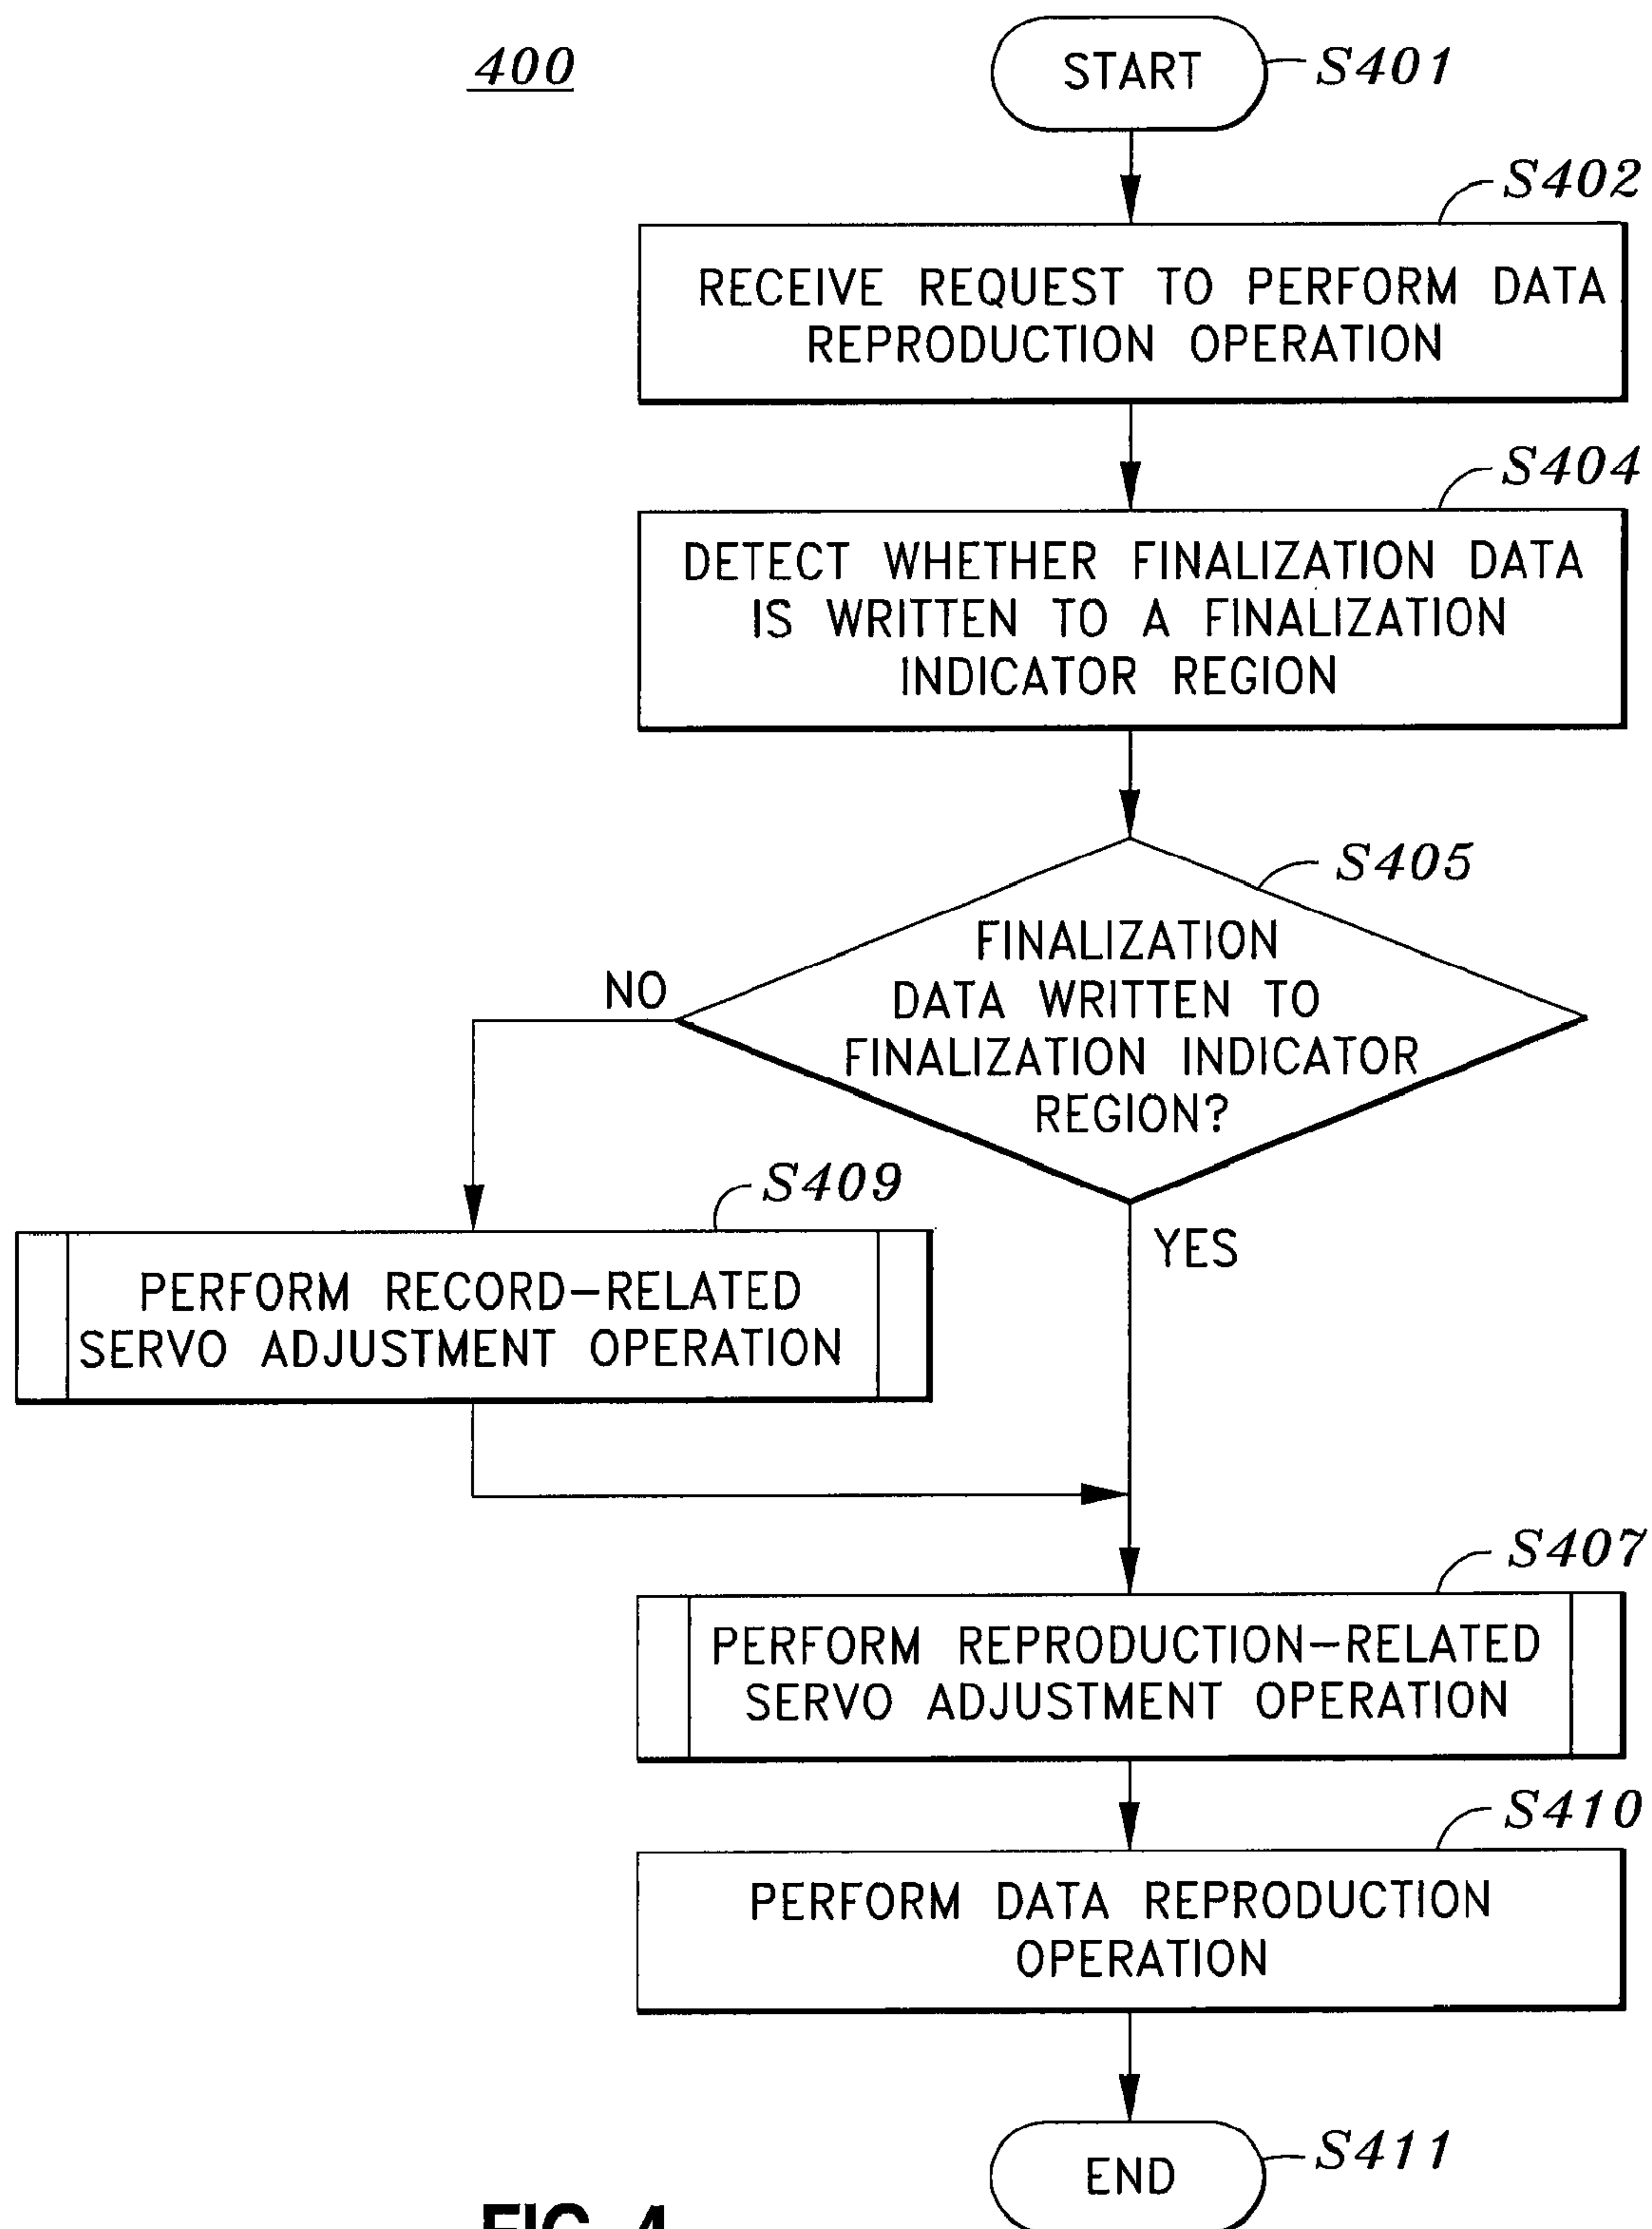 400
START
S401
S402
RECEIVE REQUEST TO PERFORM DATA
REPRODUCTION OPERATION
S404
DETECT WHETHER FINALIZATION DATA
IS WRITTEN TO A FINALIZATION
INDICATOR REGION
S405
FINALIZATION
DATA WRITTEN TO
FINALIZATION INDICATOR
REGION?
NO
YES
S409
PERFORM RECORD-RELATED
SERVO ADJUSTMENT OPERATION
S407
PERFORM REPRODUCTION-RELATED
SERVO ADJUSTMENT OPERATION
S410
PERFORM DATA REPRODUCTION
OPERATION
END
S411
FIG. 4